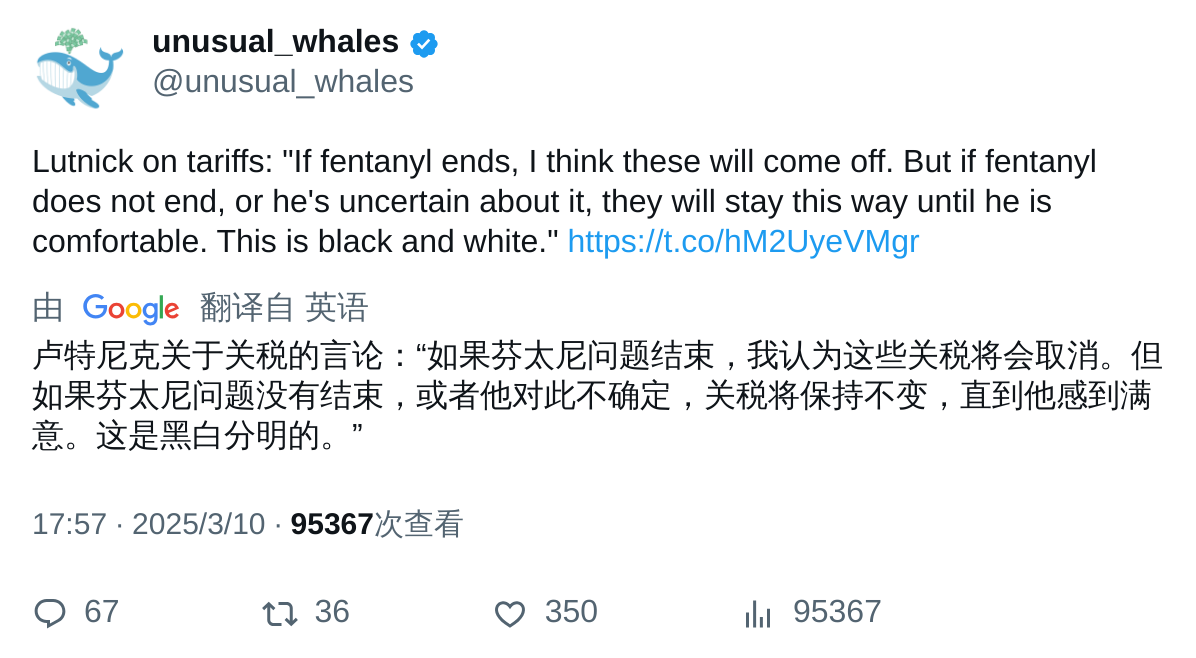 unusual_whales
@unusual_whales
Lutnick on tariffs: "If fentanyl ends, I think these will come off. But if fentanyl
does not end, or he's uncertain about it, they will stay this way until he is
comfortable. This is black and white." https://t.co/hM2UyeVMgr
由 Google 翻译自 英语
卢特尼克关于关税的言论：“如果芬太尼问题结束，我认为这些关税将会取消。但
如果芬太尼问题没有结束，或者他对此不确定，关税将保持不变，直到他感到满
意。这是黑白分明的。”
17:57 · 2025/3/10 · 95367次查看
67 36 350 95367